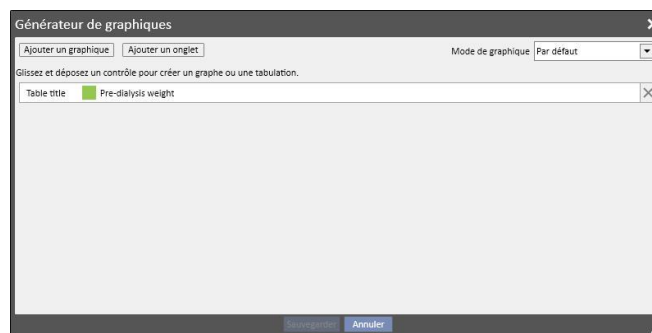 Générateur de graphiques
Ajouter un graphique Ajouter un onglet Mode de graphique Par défaut
Glissez et déposez un contrôle pour créer un graphe ou une tabulation.
Table title Pre-dialysis weight
Sauvegarder Annuler